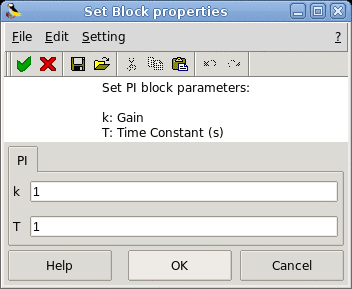 Set Block properties
File Edit Setting ?
Set PI block parameters:
k: Gain
T: Time Constant (s)
PI
k 1
T 1
Help OK Cancel